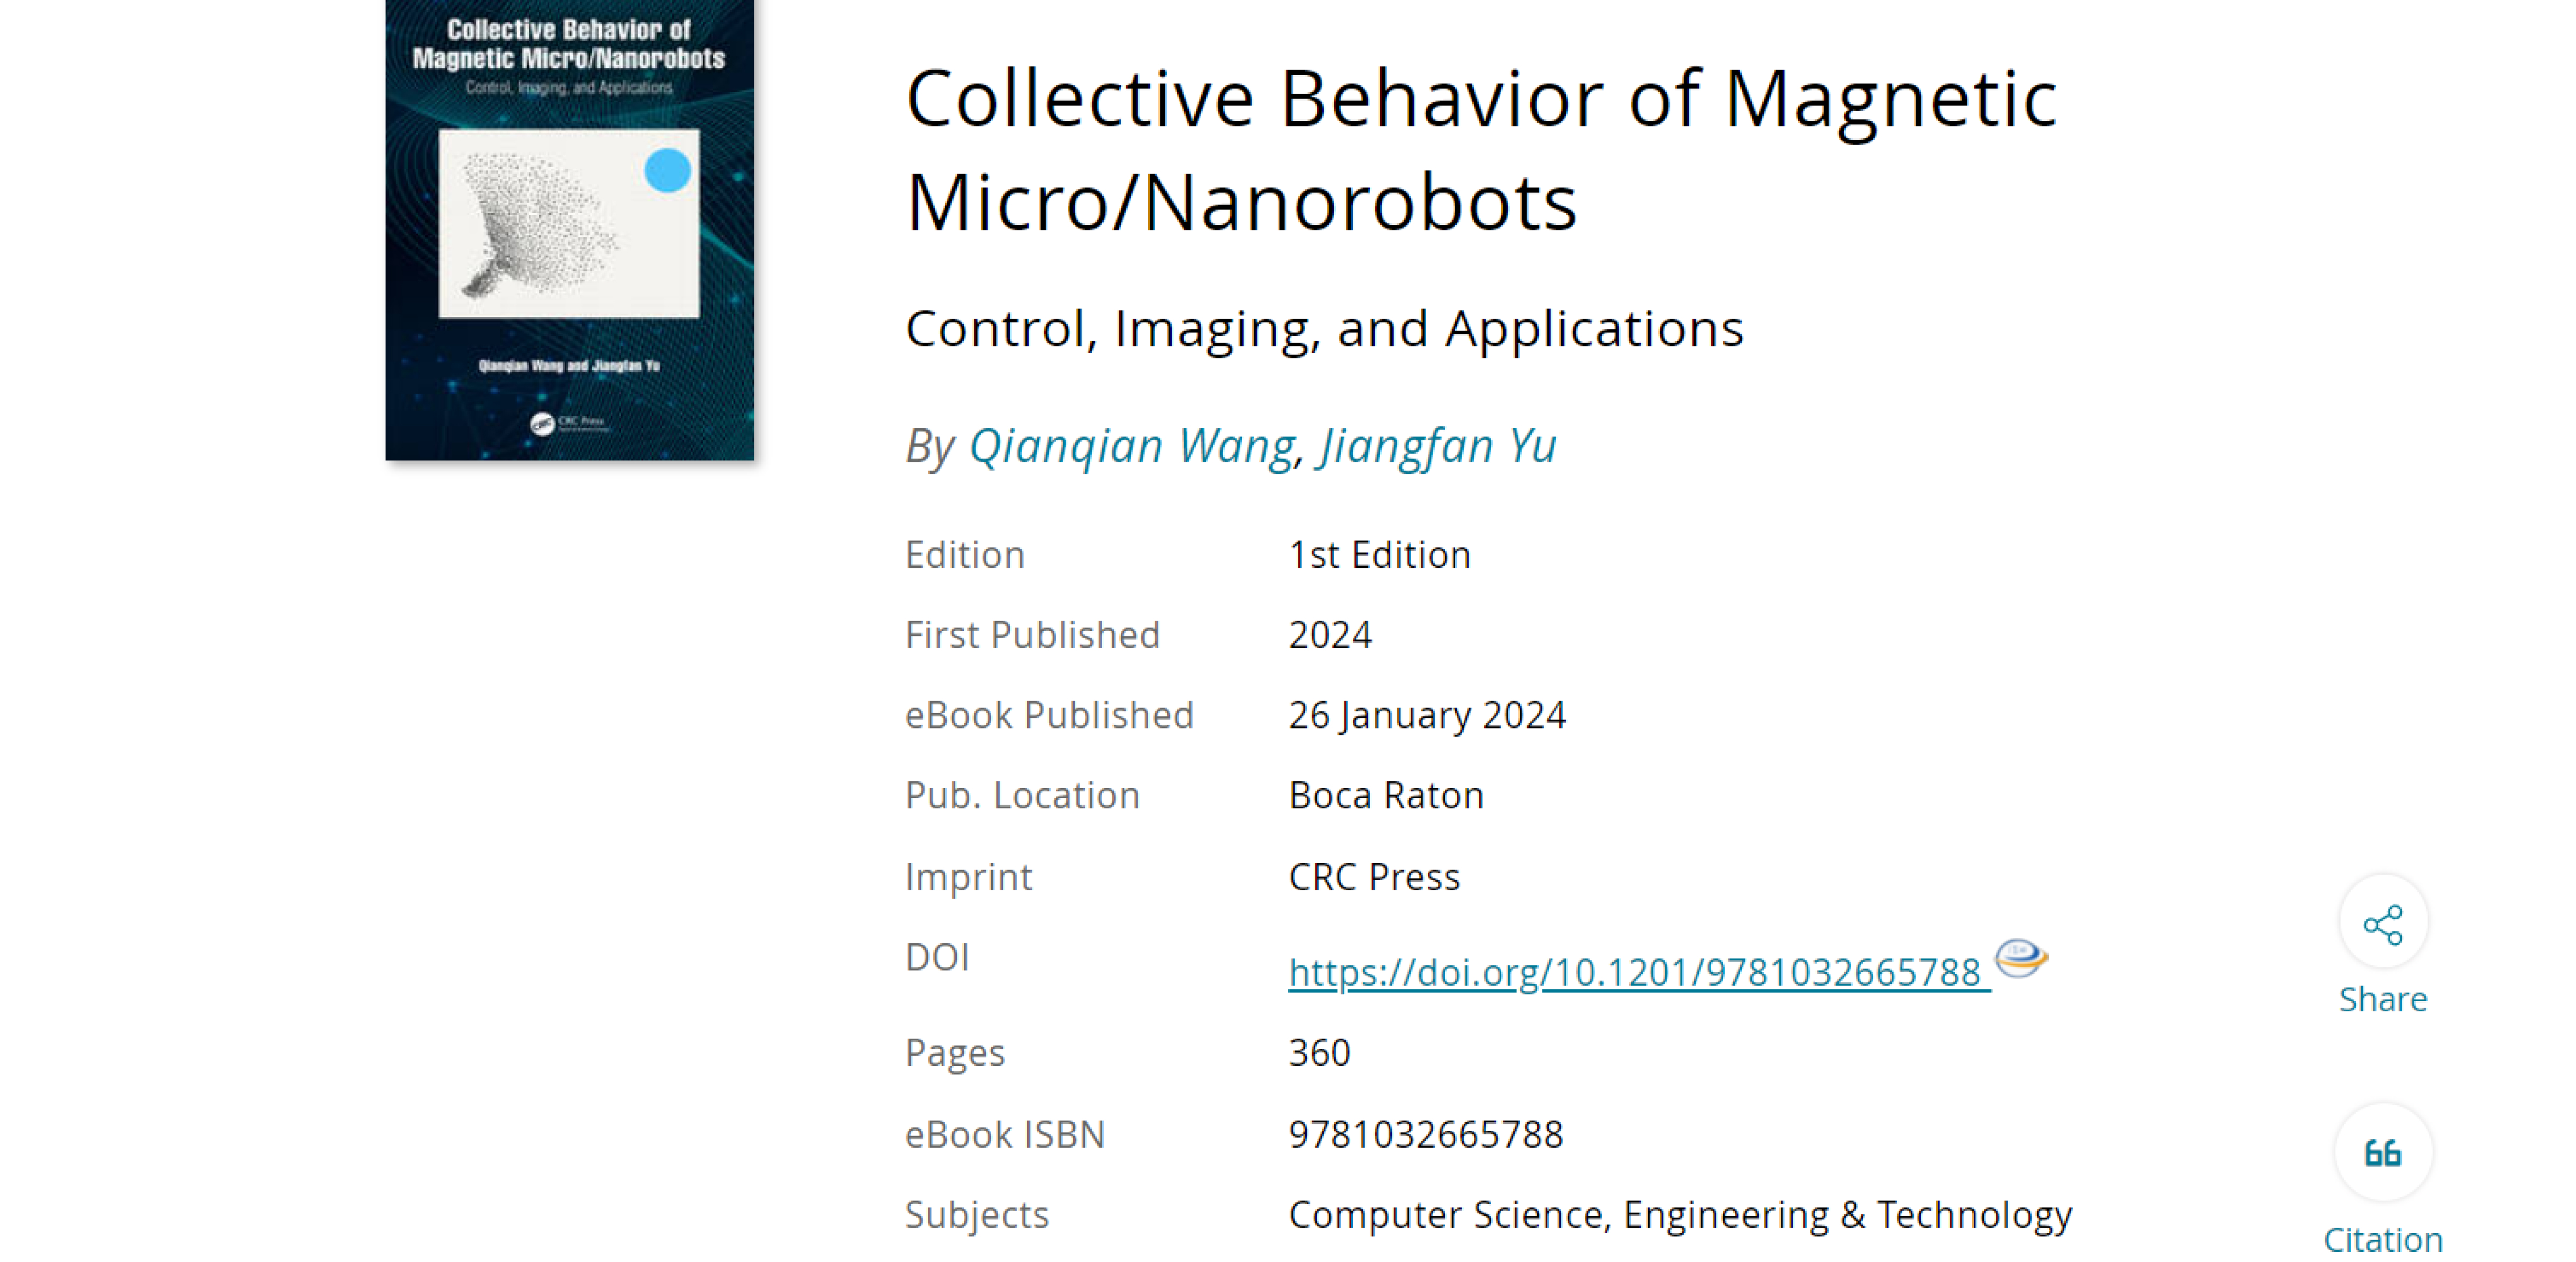 Collective Behavior of
Magnetic Micro/Nanorobots
Control, Imaging, and Applications
Qianqian Wang and Jiangfan Yu
CRC Press
Collective Behavior of Magnetic
Micro/Nanorobots
Control, Imaging, and Applications
By Qianqian Wang, Jiangfan Yu
Edition 1st Edition
First Published 2024
eBook Published 26 January 2024
Pub. Location Boca Raton
Imprint CRC Press
DOI https://doi.org/10.1201/9781032665788
Pages 360
eBook ISBN 9781032665788
Subjects Computer Science, Engineering & Technology
Share
Citation